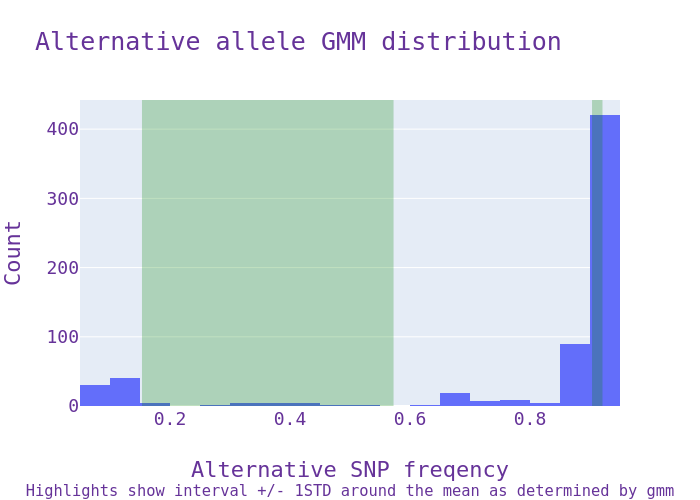 Alternative allele GMM distribution
400
300
200
100
0
Count
0.2 0.4 0.6 0.8
Alternative SNP freqency
Highlights show interval +/- 1STD around the mean as determined by gmm